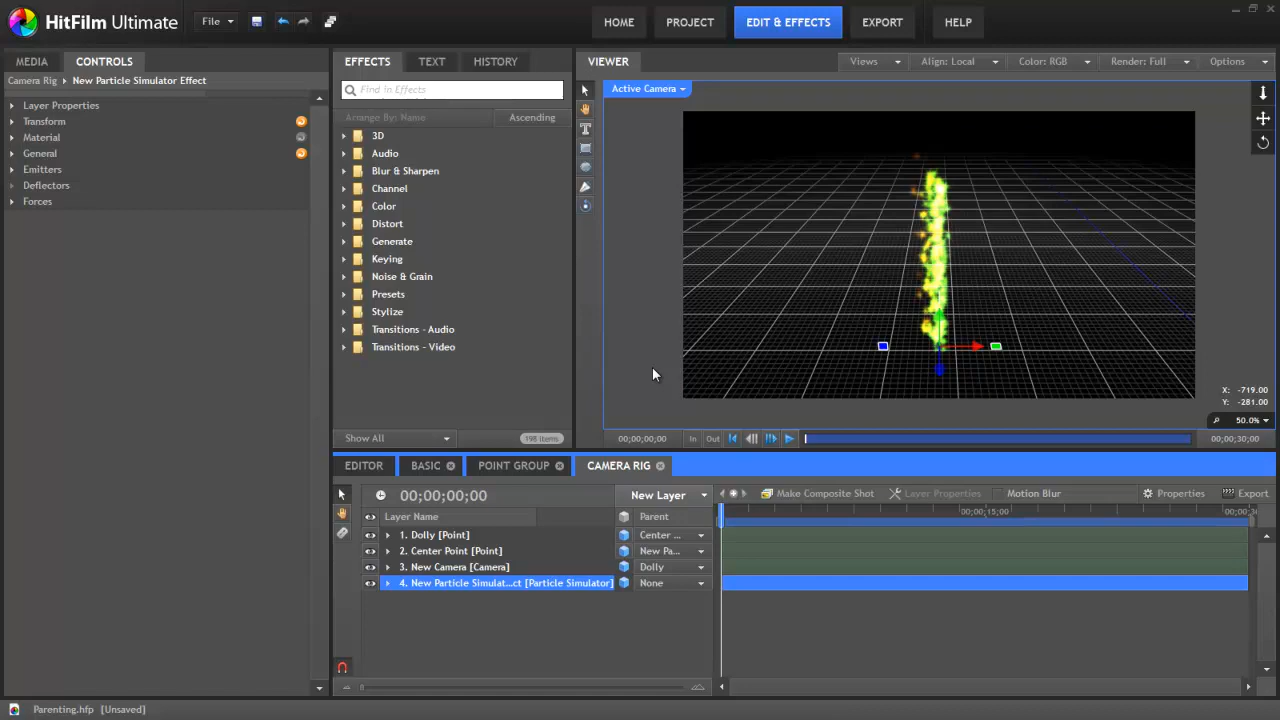 HitFilm Ultimate
File
HOME
PROJECT
EDIT & EFFECTS
EXPORT
HELP
MEDIA
CONTROLS
Camera Rig
New Particle Simulator Effect
Layer Properties
Transform
Material
General
Emitters
Deflectors
Forces
EFFECTS
TEXT
HISTORY
Find in Effects
Arrange By: Name
Ascending
3D
Audio
Blur & Sharpen
Channel
Color
Distort
Generate
Keying
Noise & Grain
Presets
Stylize
Transitions - Audio
Transitions - Video
Show All
198 items
VIEWER
Views
Align: Local
Color: RGB
Render: Full
Options
Active Camera
X: -719.00
Y: -281.00
50.0%
00;00;00;00
In
Out
00;00;30;00
EDITOR
BASIC
POINT GROUP
CAMERA RIG
00;00;00;00
New Layer
Make Composite Shot
Layer Properties
Motion Blur
Properties
Export
Layer Name
Parent
00;00;15;00
1. Dolly [Point]
Center ...
2. Center Point [Point]
New Pa...
3. New Camera [Camera]
Dolly
4. New Particle Simulat...ct [Particle Simulator]
None
Parenting.hfp
[Unsaved]